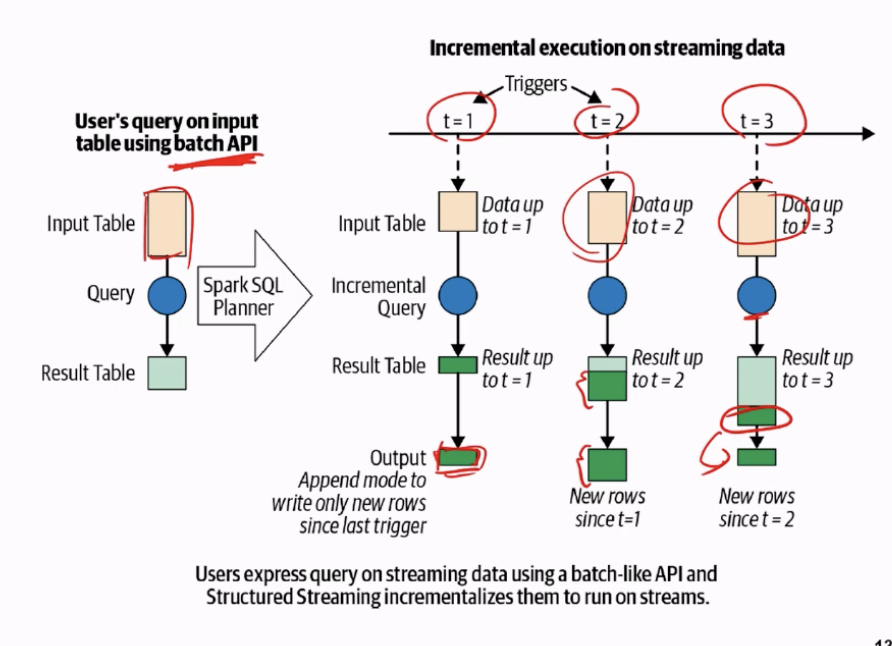 Incremental execution on streaming data
Triggers
User's query on input
table using batch API
t = 1
t = 2
t = 3
Input Table
Query
Result Table
Spark SQL
Planner
Input Table
Data up
to t = 1
Data up
to t = 2
Data up
to t = 3
Incremental
Query
Result Table
Result up
to t = 1
Result up
to t = 2
Result up
to t = 3
Output
Append mode to
write only new rows
since last trigger
New rows
since t=1
New rows
since t = 2
Users express query on streaming data using a batch-like API and
Structured Streaming incrementalizes them to run on streams.